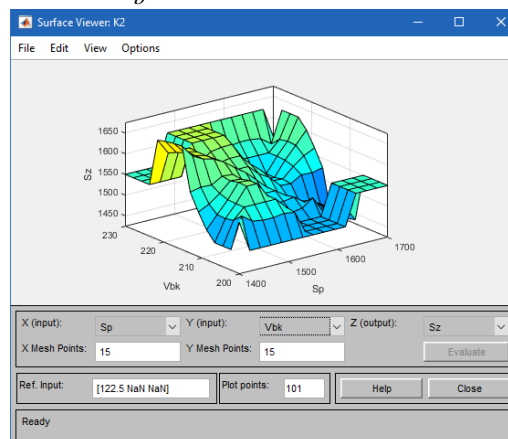 Surface Viewer: K2
File Edit View Options
1650
1600
1550
1500
1450
Sz
230
220
210
200
Vbk
1400
1500
1600
1700
Sp
X (input): Sp Y (input): Vbk Z (output): Sz
X Mesh Points: 15 Y Mesh Points: 15 Evaluate
Ref. Input: [122.5 NaN NaN] Plot points: 101 Help Close
Ready